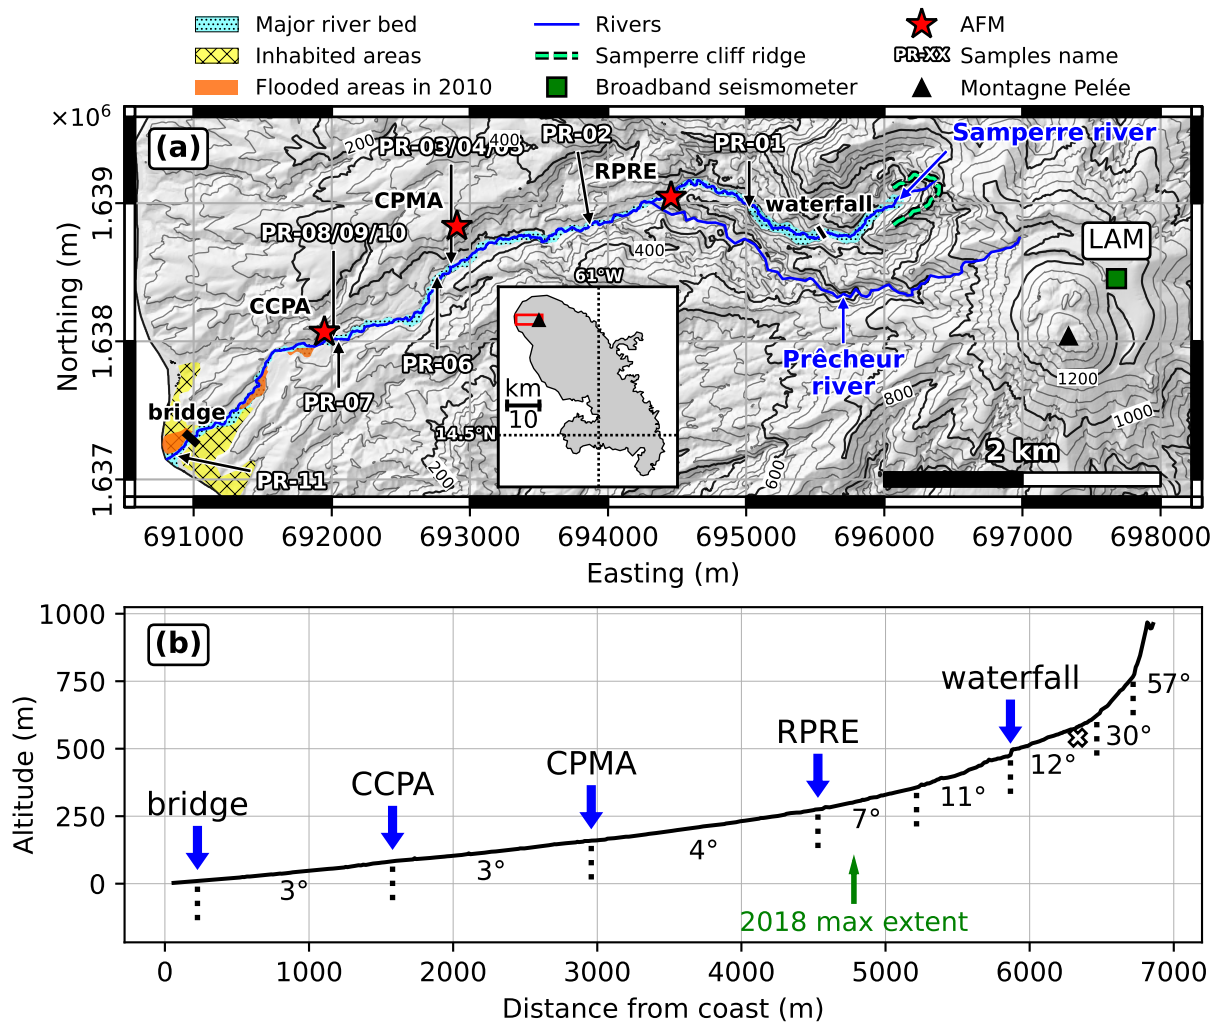 Major river bed
Rivers
AFM
Inhabited areas
Samperre cliff ridge
PR-XX
Samples name
Flooded areas in 2010
Broadband seismometer
Montagne Pelée
×10⁶
(a)
200
PR-03/04/05
400
PR-02
PR-01
Samperre river
RPRE
CPMA
waterfall
PR-08/09/10
400
LAM
61°W
CCPA
PR-06
Prêcheur
river
1200
PR-07
km
10
800
1000
bridge
14.5°N
200
600
2 km
PR-11
1.639
1.638
1.637
Northing (m)
691000
692000
693000
694000
695000
696000
697000
698000
Easting (m)
(b)
1000
750
500
250
0
Altitude (m)
waterfall
57°
RPRE
30°
CPMA
12°
CCPA
11°
bridge
7°
4°
3°
3°
2018 max extent
0
1000
2000
3000
4000
5000
6000
7000
Distance from coast (m)